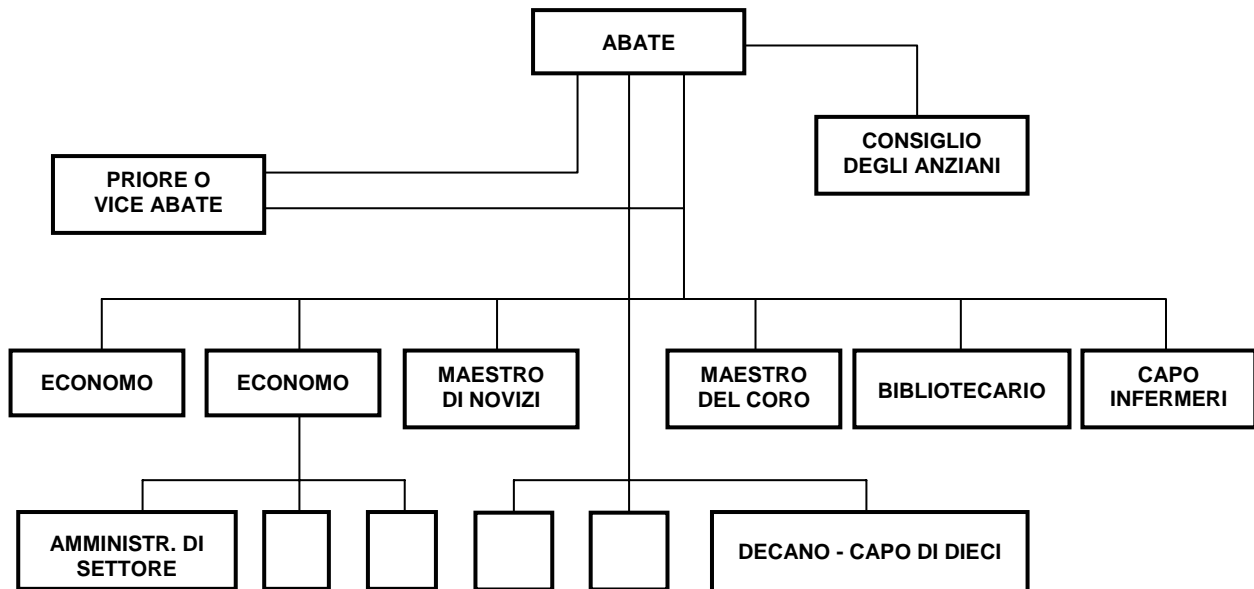 ABATE
CONSIGLIO
DEGLI ANZIANI
PRIORE O
VICE ABATE
ECONOMO
ECONOMO
MAESTRO
DI NOVIZI
MAESTRO
DEL CORO
BIBLIOTECARIO
CAPO
INFERMERI
AMMINISTR. DI
SETTORE
DECANO - CAPO DI DIECI